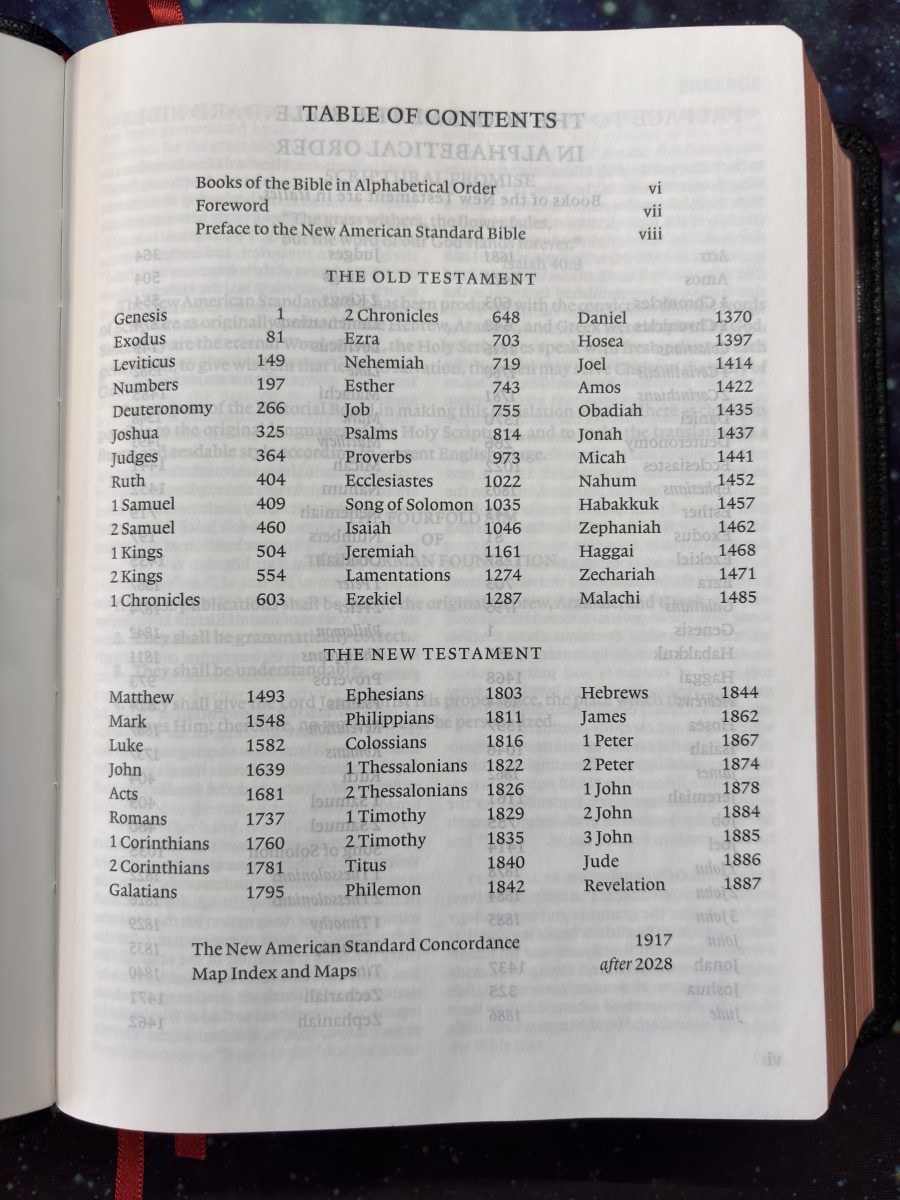 TABLE OF CONTENTS
Books of the Bible in Alphabetical Order vi
Foreword vii
Preface to the New American Standard Bible viii
THE OLD TESTAMENT
Genesis 1
Exodus 81
Leviticus 149
Numbers 197
Deuteronomy 266
Joshua 325
Judges 364
Ruth 404
1 Samuel 409
2 Samuel 460
1 Kings 504
2 Kings 554
1 Chronicles 603
2 Chronicles 648
Ezra 703
Nehemiah 719
Esther 743
Job 755
Psalms 814
Proverbs 973
Ecclesiastes 1022
Song of Solomon 1035
Isaiah 1046
Jeremiah 1161
Lamentations 1274
Ezekiel 1287
Daniel 1370
Hosea 1397
Joel 1414
Amos 1422
Obadiah 1435
Jonah 1437
Micah 1441
Nahum 1452
Habakkuk 1457
Zephaniah 1462
Haggai 1468
Zechariah 1471
Malachi 1485
THE NEW TESTAMENT
Matthew 1493
Mark 1548
Luke 1582
John 1639
Acts 1681
Romans 1737
1 Corinthians 1760
2 Corinthians 1781
Galatians 1795
Ephesians 1803
Philippians 1811
Colossians 1816
1 Thessalonians 1822
2 Thessalonians 1826
1 Timothy 1829
2 Timothy 1835
Titus 1840
Philemon 1842
Hebrews 1844
James 1862
1 Peter 1867
2 Peter 1874
1 John 1878
2 John 1884
3 John 1885
Jude 1886
Revelation 1887
The New American Standard Concordance 1917
Map Index and Maps after 2028